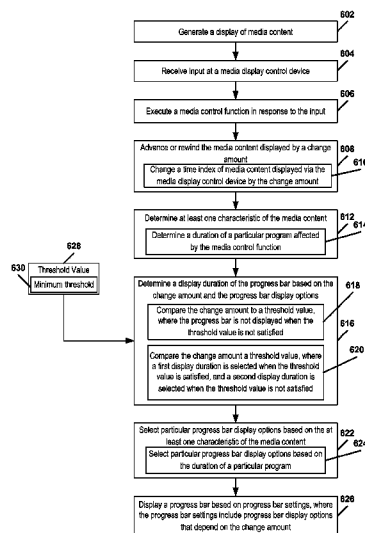 602
Generate a display of media content
604
Receive input at a media display control device
606
Execute a media control function in response to the input
Advance or rewind the media content displayed by a change
amount
608
610
Change a time index of media content displayed via the
media display control device by the change amount
Determine at least one characteristic of the media content
612
614
Determine a duration of a particular program affected
by the media control function
628
630
Threshold Value
Minimum threshold
Determine a display duration of the progress bar based on the
change amount and the progress bar display options
618
Compare the change amount to a threshold value,
where the progress bar is not displayed when the
threshold value is not satisfied
616
620
Compare the change amount a threshold value, where
a first display duration is selected when the threshold
value is satisfied, and a second display duration is
selected when the threshold value is not satisfied
Select particular progress bar display options based on the at
least one characteristic of the media content
622
624
Select particular progress bar display options based on
the duration of a particular program
626
Display a progress bar based on progress bar settings, where
the progress bar settings include progress bar display options
that depend on the change amount